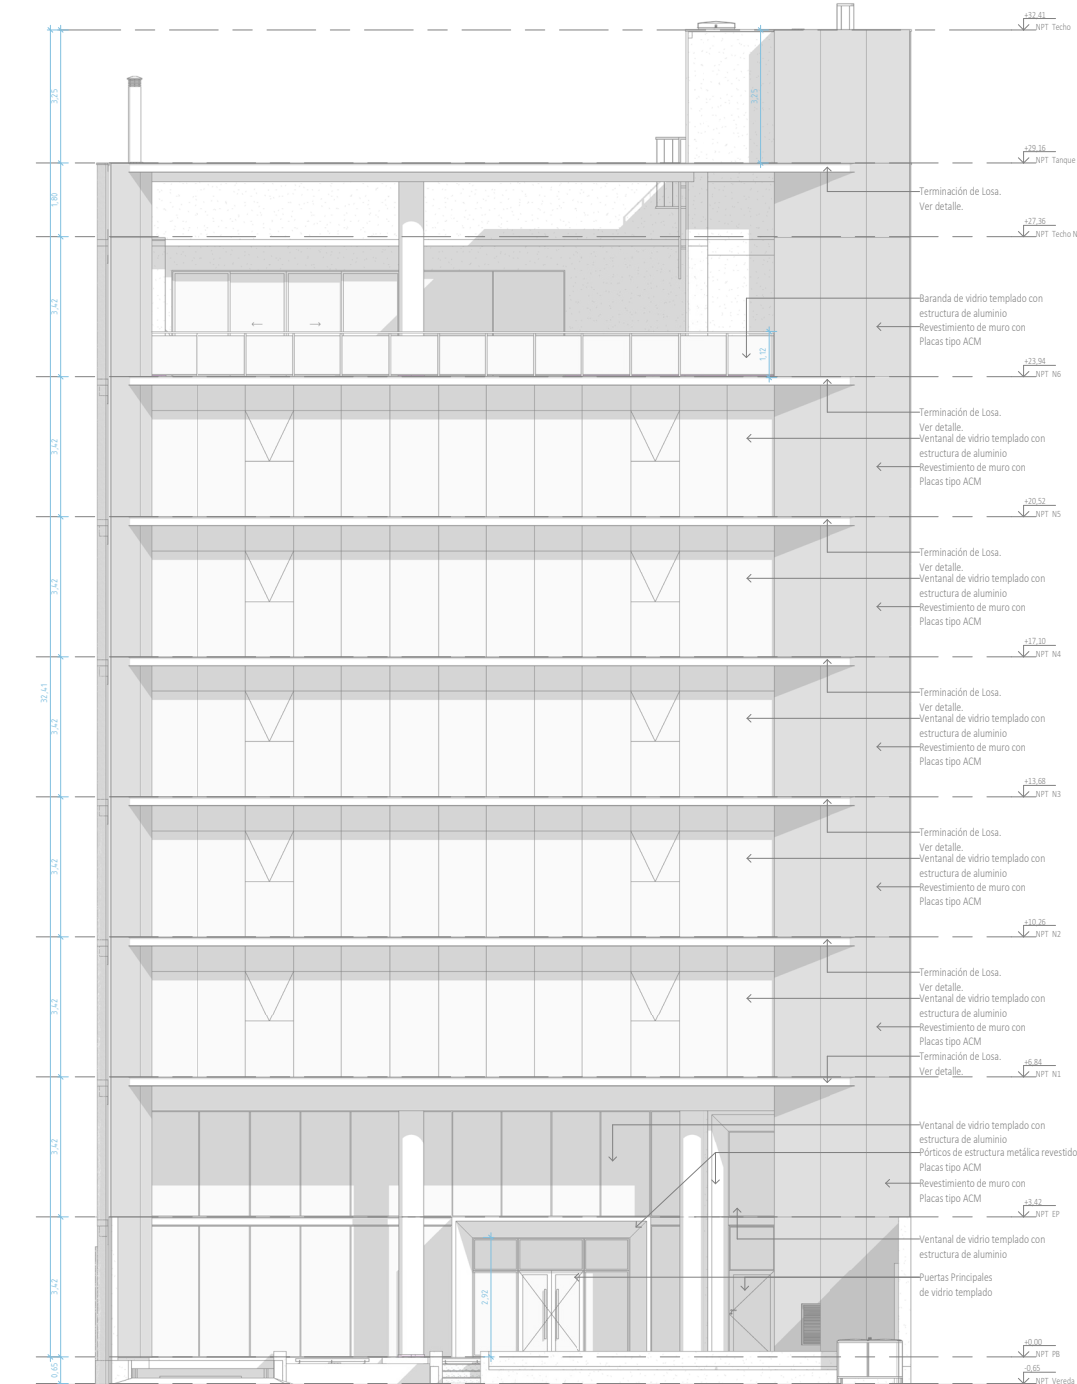 +32,41
NPT Techo
3,25
3,25
+29,16
NPT Tanque
Terminación de Losa.
Ver detalle.
1,80
+27,36
NPT Techo N
Baranda de vidrio templado con
estructura de aluminio
Revestimiento de muro con
Placas tipo ACM
3,42
1,12
+23,94
NPT N6
Terminación de Losa.
Ver detalle.
Ventanal de vidrio templado con
estructura de aluminio
Revestimiento de muro con
Placas tipo ACM
3,42
+20,52
NPT N5
Terminación de Losa.
Ver detalle.
Ventanal de vidrio templado con
estructura de aluminio
Revestimiento de muro con
Placas tipo ACM
3,42
+17,10
NPT N4
32,41
Terminación de Losa.
Ver detalle.
Ventanal de vidrio templado con
estructura de aluminio
Revestimiento de muro con
Placas tipo ACM
3,42
+13,68
NPT N3
Terminación de Losa.
Ver detalle.
Ventanal de vidrio templado con
estructura de aluminio
Revestimiento de muro con
Placas tipo ACM
3,42
+10,26
NPT N2
Terminación de Losa.
Ver detalle.
Ventanal de vidrio templado con
estructura de aluminio
Revestimiento de muro con
Placas tipo ACM
3,42
Terminación de Losa.
Ver detalle.
+6,84
NPT N1
Ventanal de vidrio templado con
estructura de aluminio
Pórticos de estructura metálica revestido
Placas tipo ACM
Revestimiento de muro con
Placas tipo ACM
3,42
+3,42
NPT EP
Ventanal de vidrio templado con
estructura de aluminio
Puertas Principales
de vidrio templado
3,42
2,92
+0,00
NPT PB
0,65
-0,65
NPT Vereda